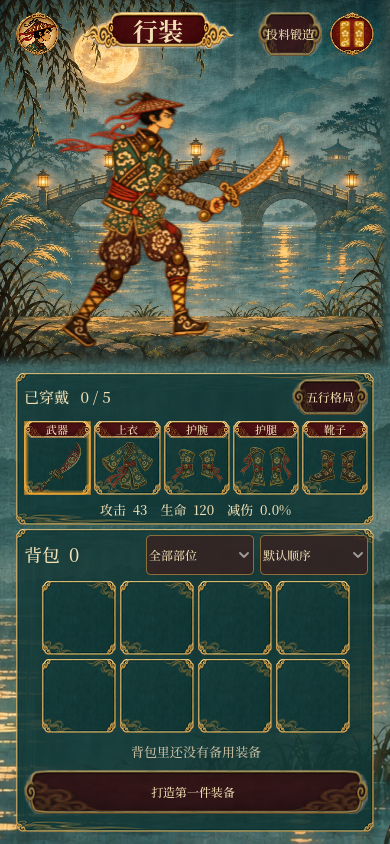 行装
投料锻造
已穿戴 0/5
五行格局
武器 上衣 护腕 护腿 靴子
攻击 43 生命 120 减伤 0.0%
背包 0
全部部位
默认顺序
背包里还没有备用装备
打造第一件装备